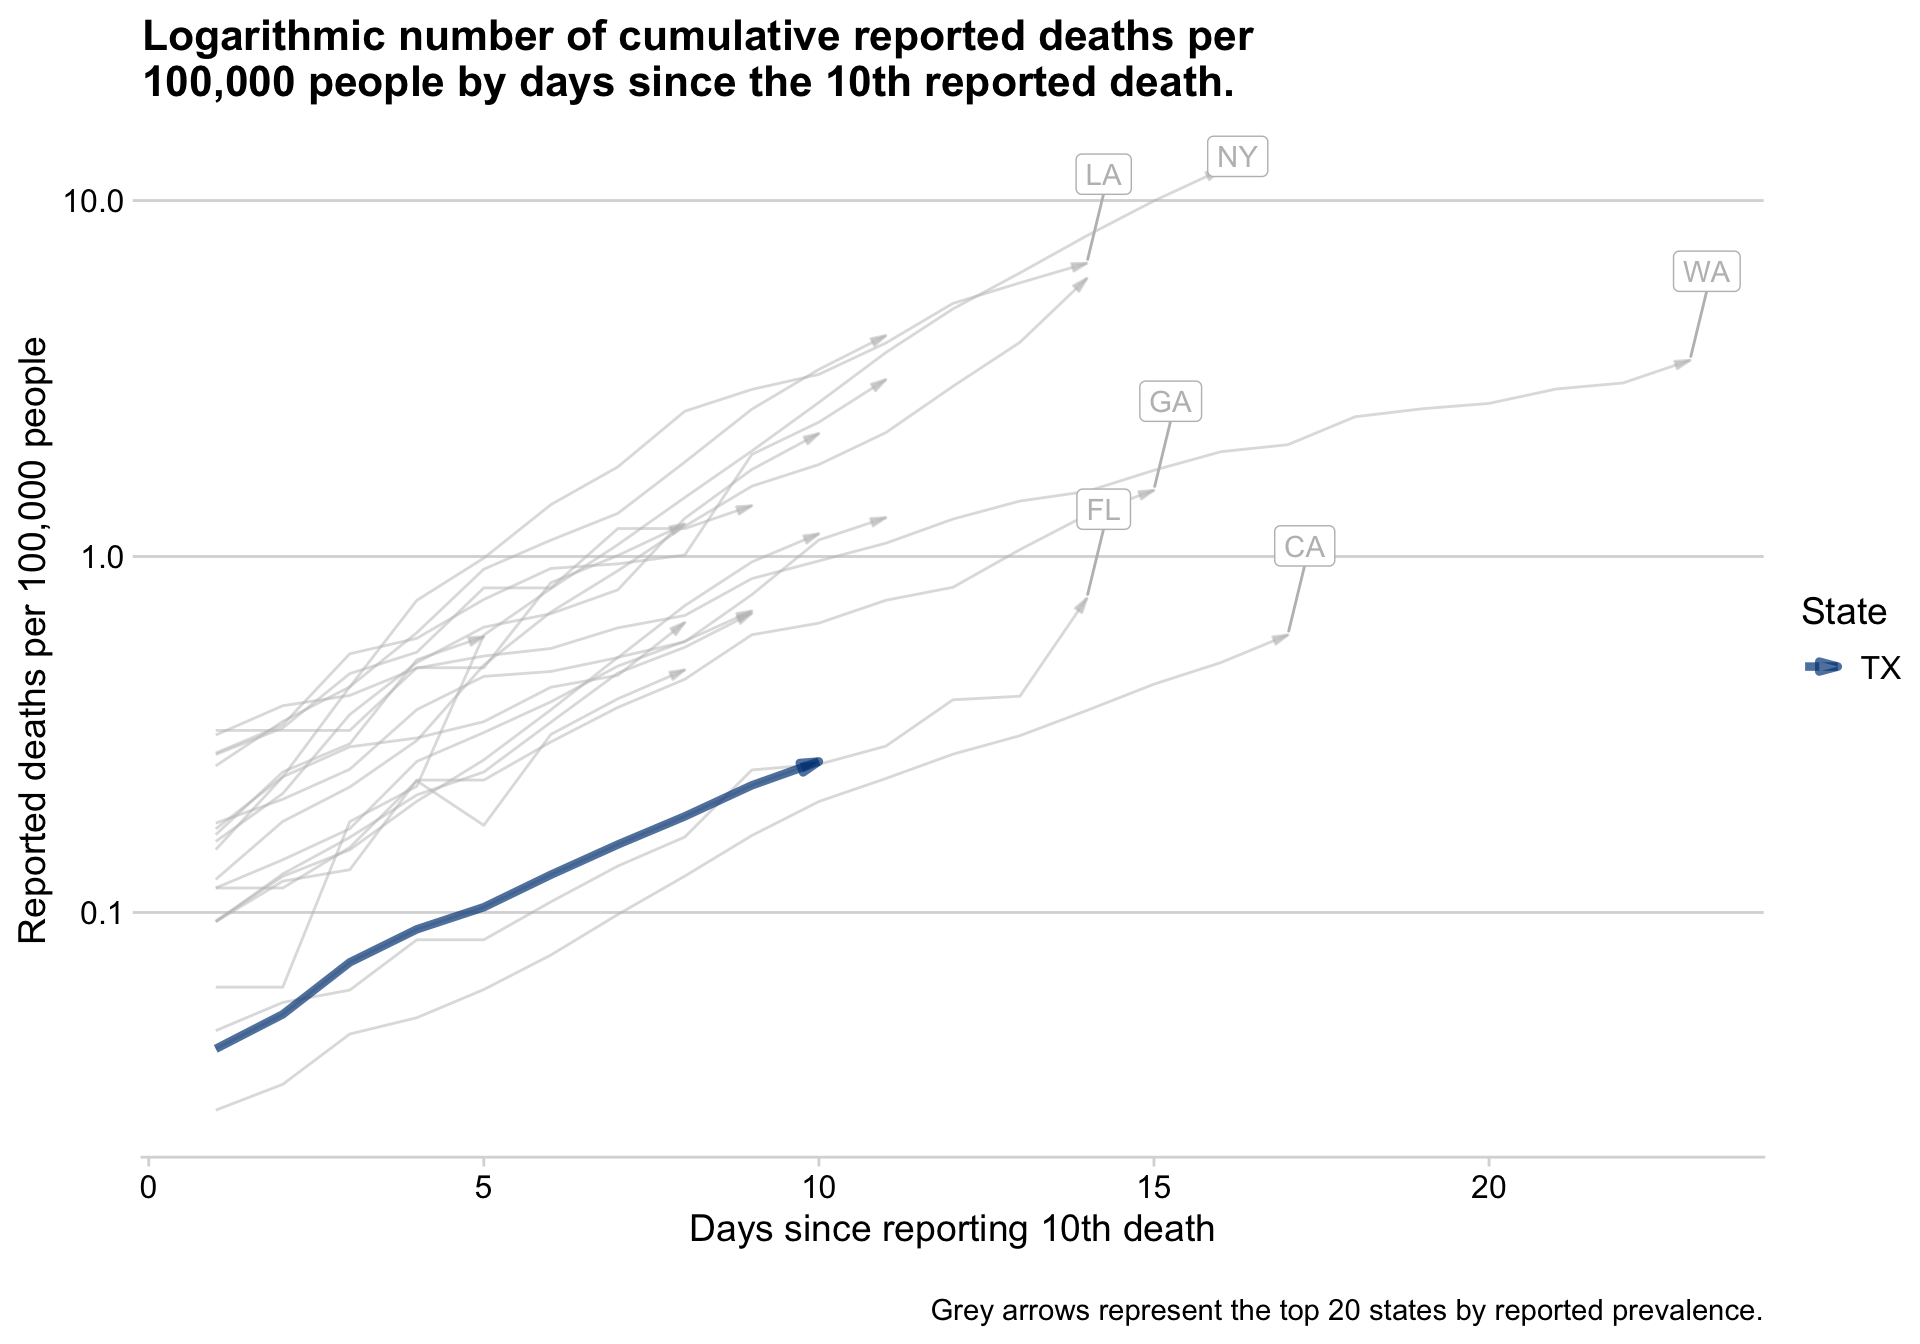 Logarithmic number of cumulative reported deaths per
100,000 people by days since the 10th reported death.
NY
LA
10.0
WA
GA
FL
CA
1.0
0.1
Reported deaths per 100,000 people
State
TX
0
5
10
15
20
Days since reporting 10th death
Grey arrows represent the top 20 states by reported prevalence.